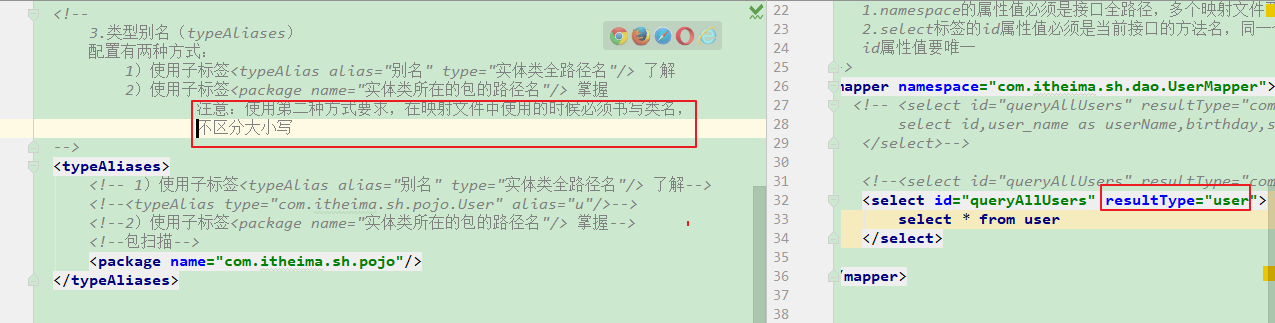 <!--
3.类型别名（typeAliases）
配置有两种方式：
1）使用子标签<typeAlias alias="别名" type="实体类全路径名"/> 了解
2）使用子标签<package name="实体类所在的包的路径名"/> 掌握
注意：使用第二种方式要求，在映射文件中使用的时候必须书写类名，
不区分大小写
-->
<typeAliases>
<!-- 1）使用子标签<typeAlias alias="别名" type="实体类全路径名"/> 了解-->
<!--<typeAlias type="com.itheima.sh.pojo.User" alias="u"/>-->
<!--2）使用子标签<package name="实体类所在的包的路径名"/> 掌握-->
<!--包扫描-->
<package name="com.itheima.sh.pojo"/>
</typeAliases>
22 1.namespace的属性值必须是接口全路径，多个映射文件
23 2.select标签的id属性值必须是当前接口的方法名，同一
24 id属性值要唯一
25 >
26 mapper namespace="com.itheima.sh.dao.UserMapper">
27 <!-- <select id="queryAllUsers" resultType="com
28 select id,user_name as userName,birthday,s
29 </select>-->
30
31 <!--<select id="queryAllUsers" resultType="com
32 <select id="queryAllUsers" resultType="user">
33 select * from user
34 </select>
35
36 /mapper>
37
38